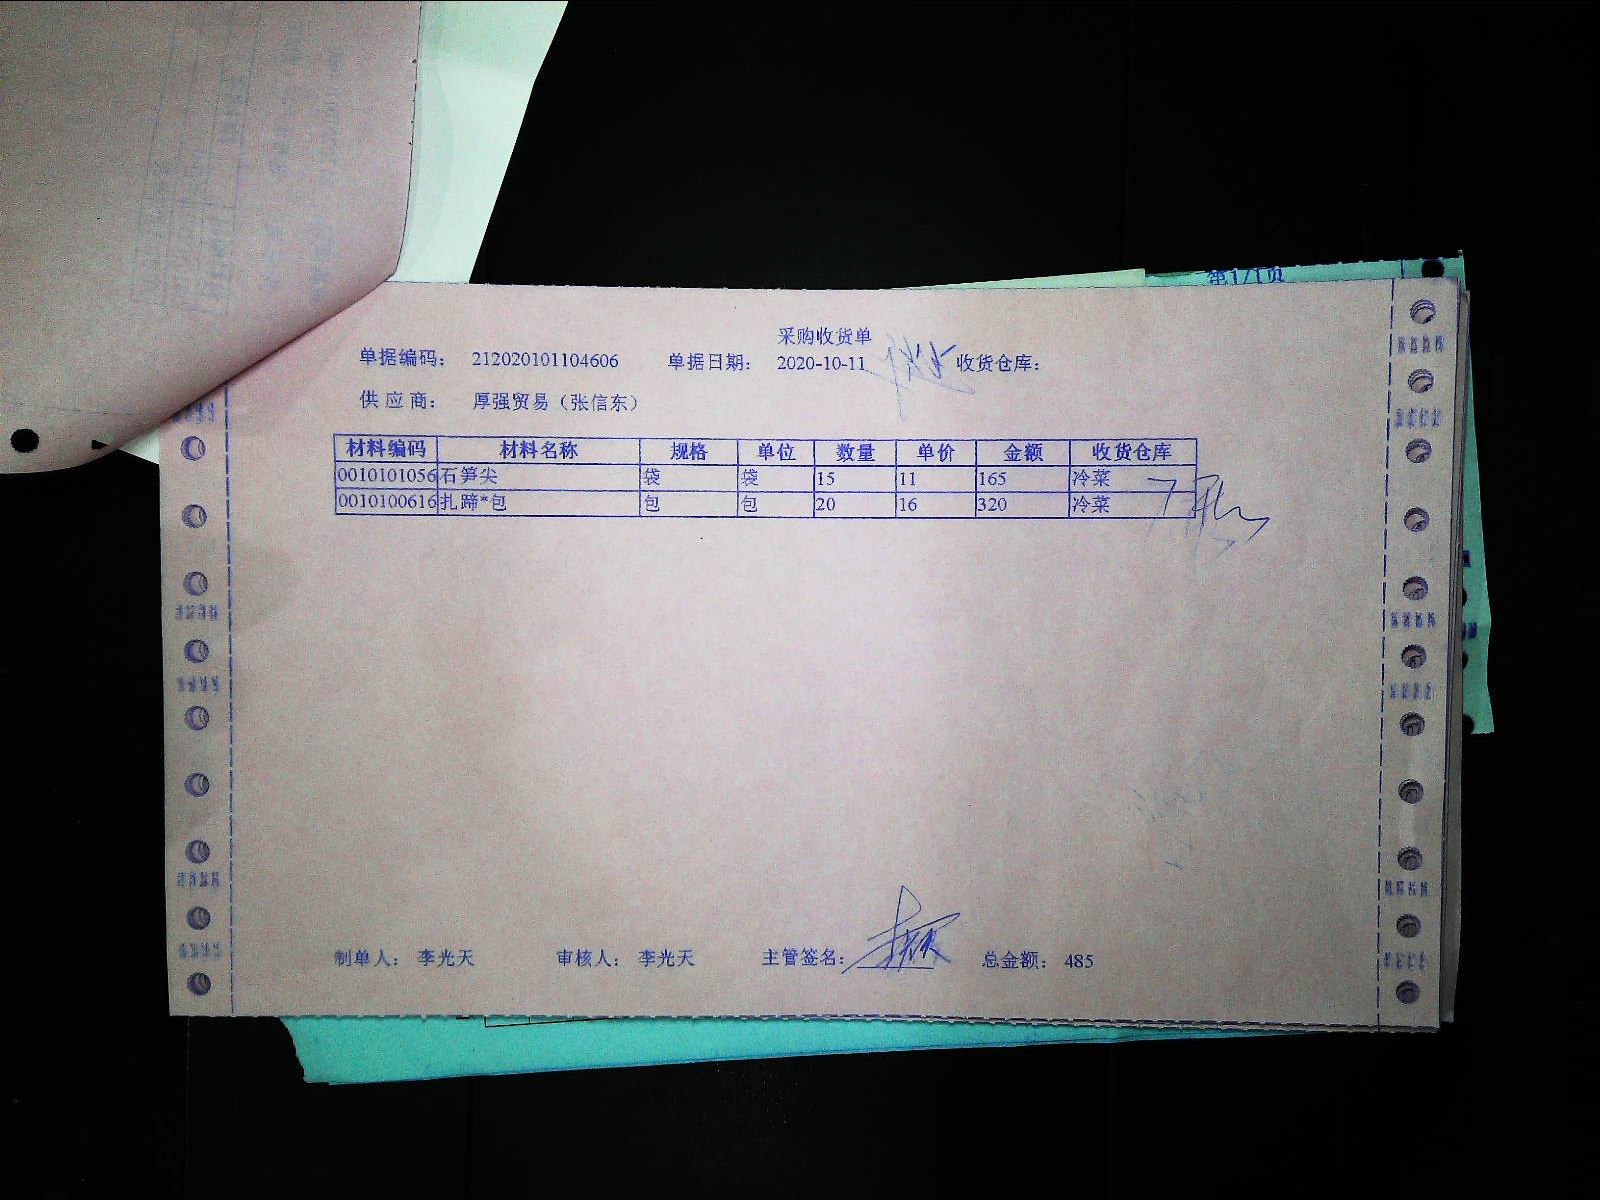 第1/1页
采购收货单
单据编码： 212020101104606 单据日期： 2020-10-11 收货仓库：
供 应 商： 厚强贸易（张信东）
材料编码 材料名称 规格 单位 数量 单价 金额 收货仓库
0010101056 石笋尖 袋 袋 15 11 165 冷菜
0010100616 扎蹄*包 包 包 20 16 320 冷菜
制单人： 李光天 审核人： 李光天 主管签名： 总金额： 485